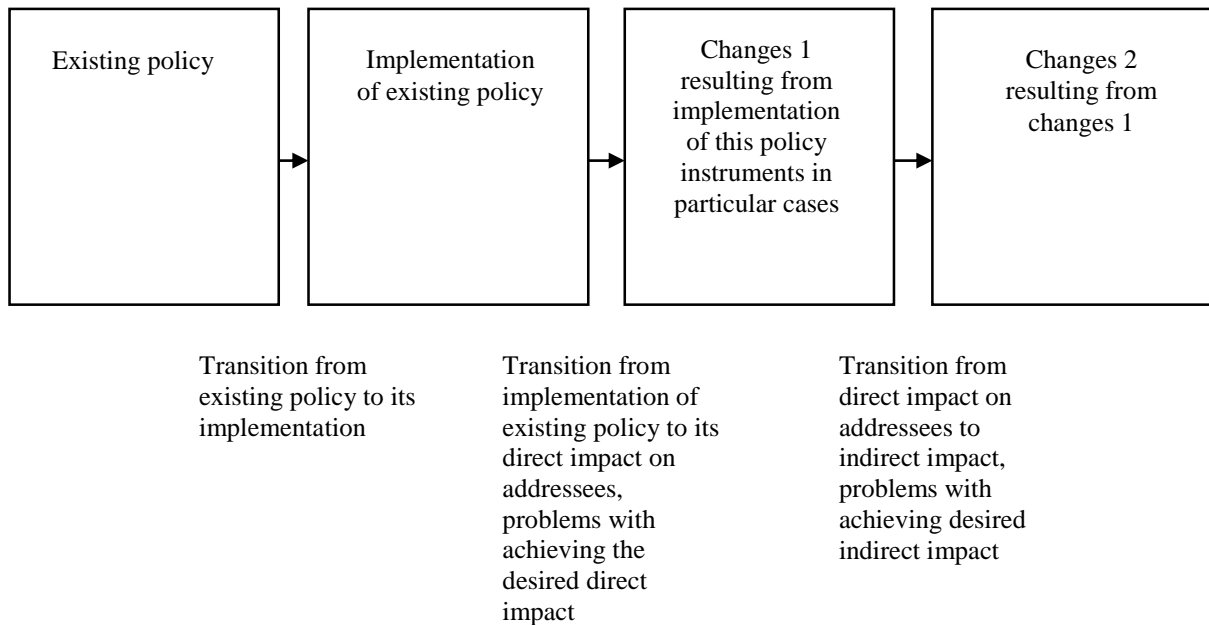 Existing policy
Implementation
of existing policy
Changes 1
resulting from
implementation
of this policy
instruments in
particular cases
Changes 2
resulting from
changes 1
Transition from
existing policy to its
implementation
Transition from
implementation of
existing policy to its
direct impact on
addressees,
problems with
achieving the
desired direct
impact
Transition from
direct impact on
addressees to
indirect impact,
problems with
achieving desired
indirect impact